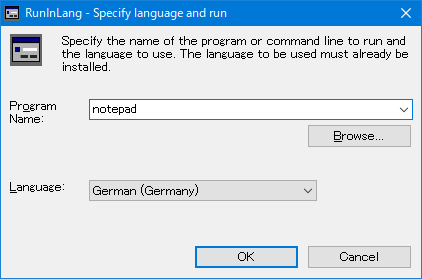 RunInLang - Specify language and run
Specify the name of the program or command line to run and
the language to use. The language to be used must already be
installed.
Program
Name:
notepad
Browse...
Language:
German (Germany)
OK
Cancel